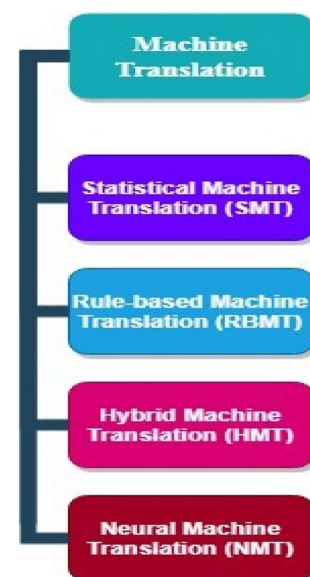 Machine
Translation
Statistical Machine
Translation (SMT)
Rule-based Machine
Translation (RBMT)
Hybrid Machine
Translation (HMT)
Neural Machine
Translation (NMT)